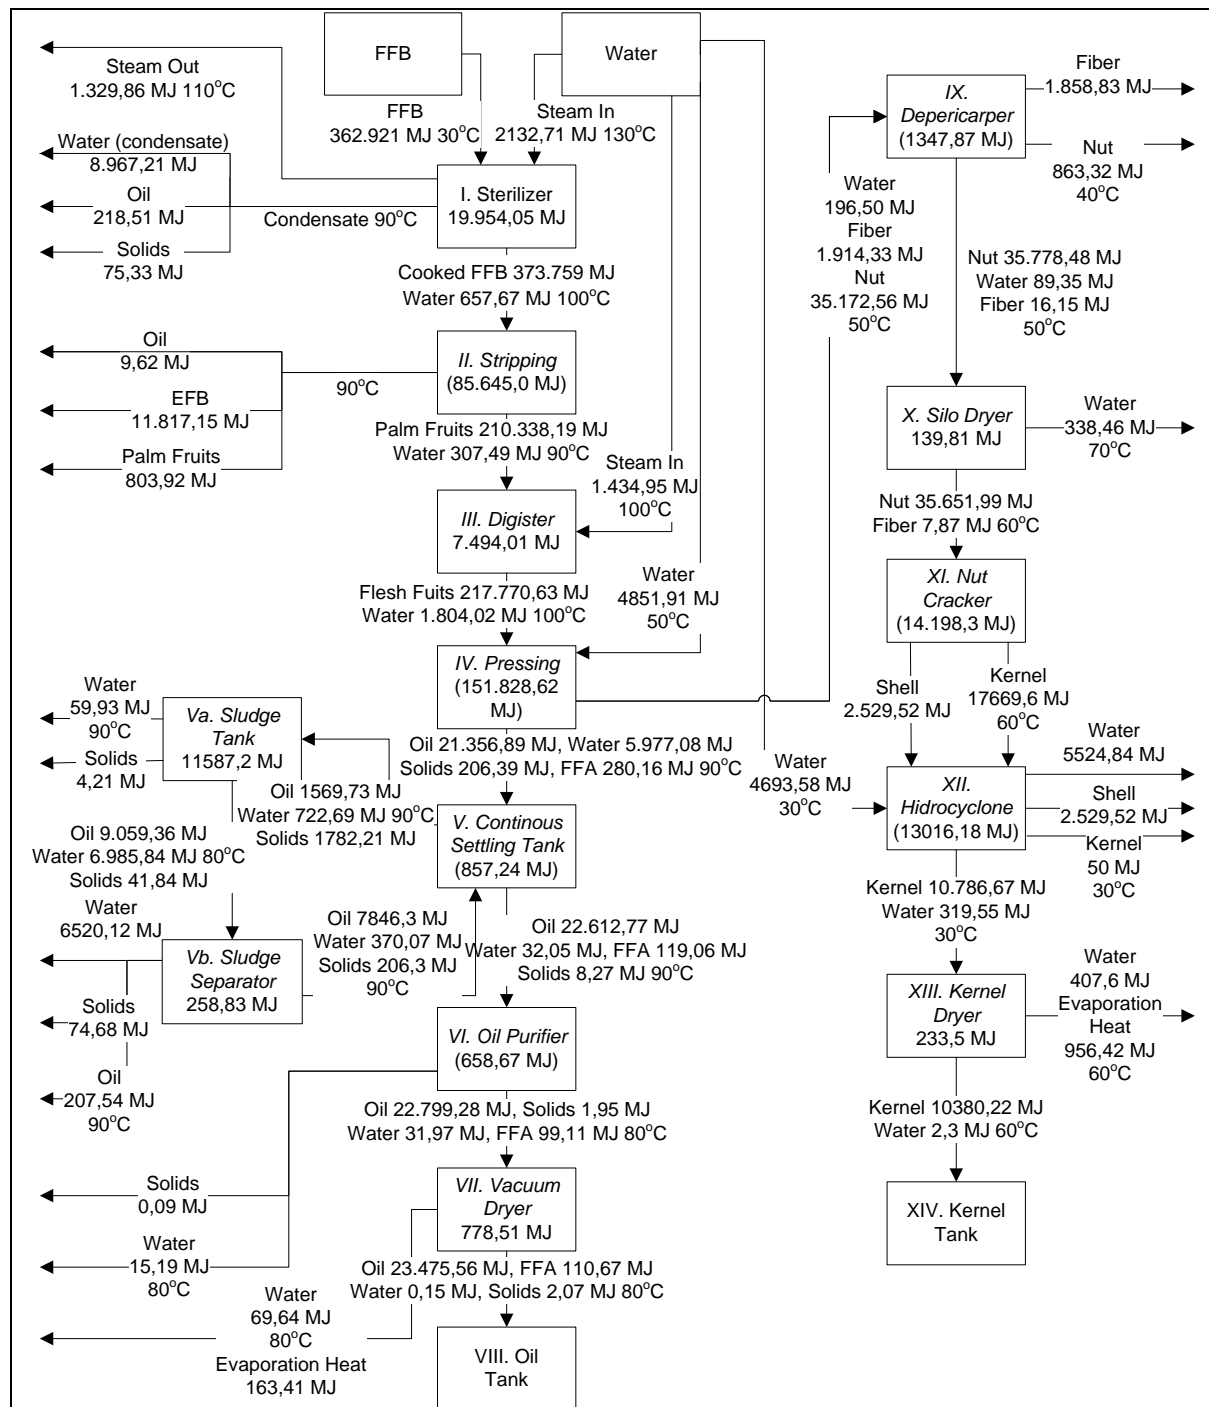 FFB
Water
Steam Out
1.329,86 MJ 110°C
FFB
362.921 MJ 30°C
Steam In
2132,71 MJ 130°C
Water (condensate)
8.967,21 MJ
Oil
218,51 MJ
Solids
75,33 MJ
Condensate 90°C
I. Sterilizer
19.954,05 MJ
Cooked FFB 373.759 MJ
Water 657,67 MJ 100°C
Oil
9,62 MJ
EFB
11.817,15 MJ
Palm Fruits
803,92 MJ
90°C
II. Stripping
(85.645,0 MJ)
Palm Fruits 210.338,19 MJ
Water 307,49 MJ 90°C
Steam In
1.434,95 MJ
100°C
III. Digister
7.494,01 MJ
Flesh Fuits 217.770,63 MJ
Water 1.804,02 MJ 100°C
Water
4851,91 MJ
50°C
IV. Pressing
(151.828,62
MJ)
Oil 21.356,89 MJ, Water 5.977,08 MJ
Solids 206,39 MJ, FFA 280,16 MJ 90°C
Water
59,93 MJ
90°C
Solids
4,21 MJ
Va. Sludge
Tank
11587,2 MJ
Oil 1569,73 MJ
Water 722,69 MJ 90°C
Solids 1782,21 MJ
V. Continous
Settling Tank
(857,24 MJ)
Oil 9.059,36 MJ
Water 6.985,84 MJ 80°C
Solids 41,84 MJ
Water
6520,12 MJ
Vb. Sludge
Separator
258,83 MJ
Oil 7846,3 MJ
Water 370,07 MJ
Solids 206,3 MJ
90°C
Oil 22.612,77 MJ
Water 32,05 MJ, FFA 119,06 MJ
Solids 8,27 MJ 90°C
Solids
74,68 MJ
Oil
207,54 MJ
90°C
VI. Oil Purifier
(658,67 MJ)
Oil 22.799,28 MJ, Solids 1,95 MJ
Water 31,97 MJ, FFA 99,11 MJ 80°C
Solids
0,09 MJ
Water
15,19 MJ
80°C
VII. Vacuum
Dryer
778,51 MJ
Oil 23.475,56 MJ, FFA 110,67 MJ
Water 0,15 MJ, Solids 2,07 MJ 80°C
Water
69,64 MJ
80°C
Evaporation Heat
163,41 MJ
VIII. Oil
Tank
Water
196,50 MJ
Fiber
1.914,33 MJ
Nut
35.172,56 MJ
50°C
IX.
Depericarper
(1347,87 MJ)
Fiber
1.858,83 MJ
Nut
863,32 MJ
40°C
Nut 35.778,48 MJ
Water 89,35 MJ
Fiber 16,15 MJ
50°C
X. Silo Dryer
139,81 MJ
Water
338,46 MJ
70°C
Nut 35.651,99 MJ
Fiber 7,87 MJ 60°C
XI. Nut
Cracker
(14.198,3 MJ)
Shell
2.529,52 MJ
Kernel
17669,6 MJ
60°C
Water
4693,58 MJ
30°C
XII.
Hidrocyclone
(13016,18 MJ)
Water
5524,84 MJ
Shell
2.529,52 MJ
Kernel
50 MJ
30°C
Kernel 10.786,67 MJ
Water 319,55 MJ
30°C
XIII. Kernel
Dryer
233,5 MJ
Water
407,6 MJ
Evaporation
Heat
956,42 MJ
60°C
Kernel 10380,22 MJ
Water 2,3 MJ 60°C
XIV. Kernel
Tank